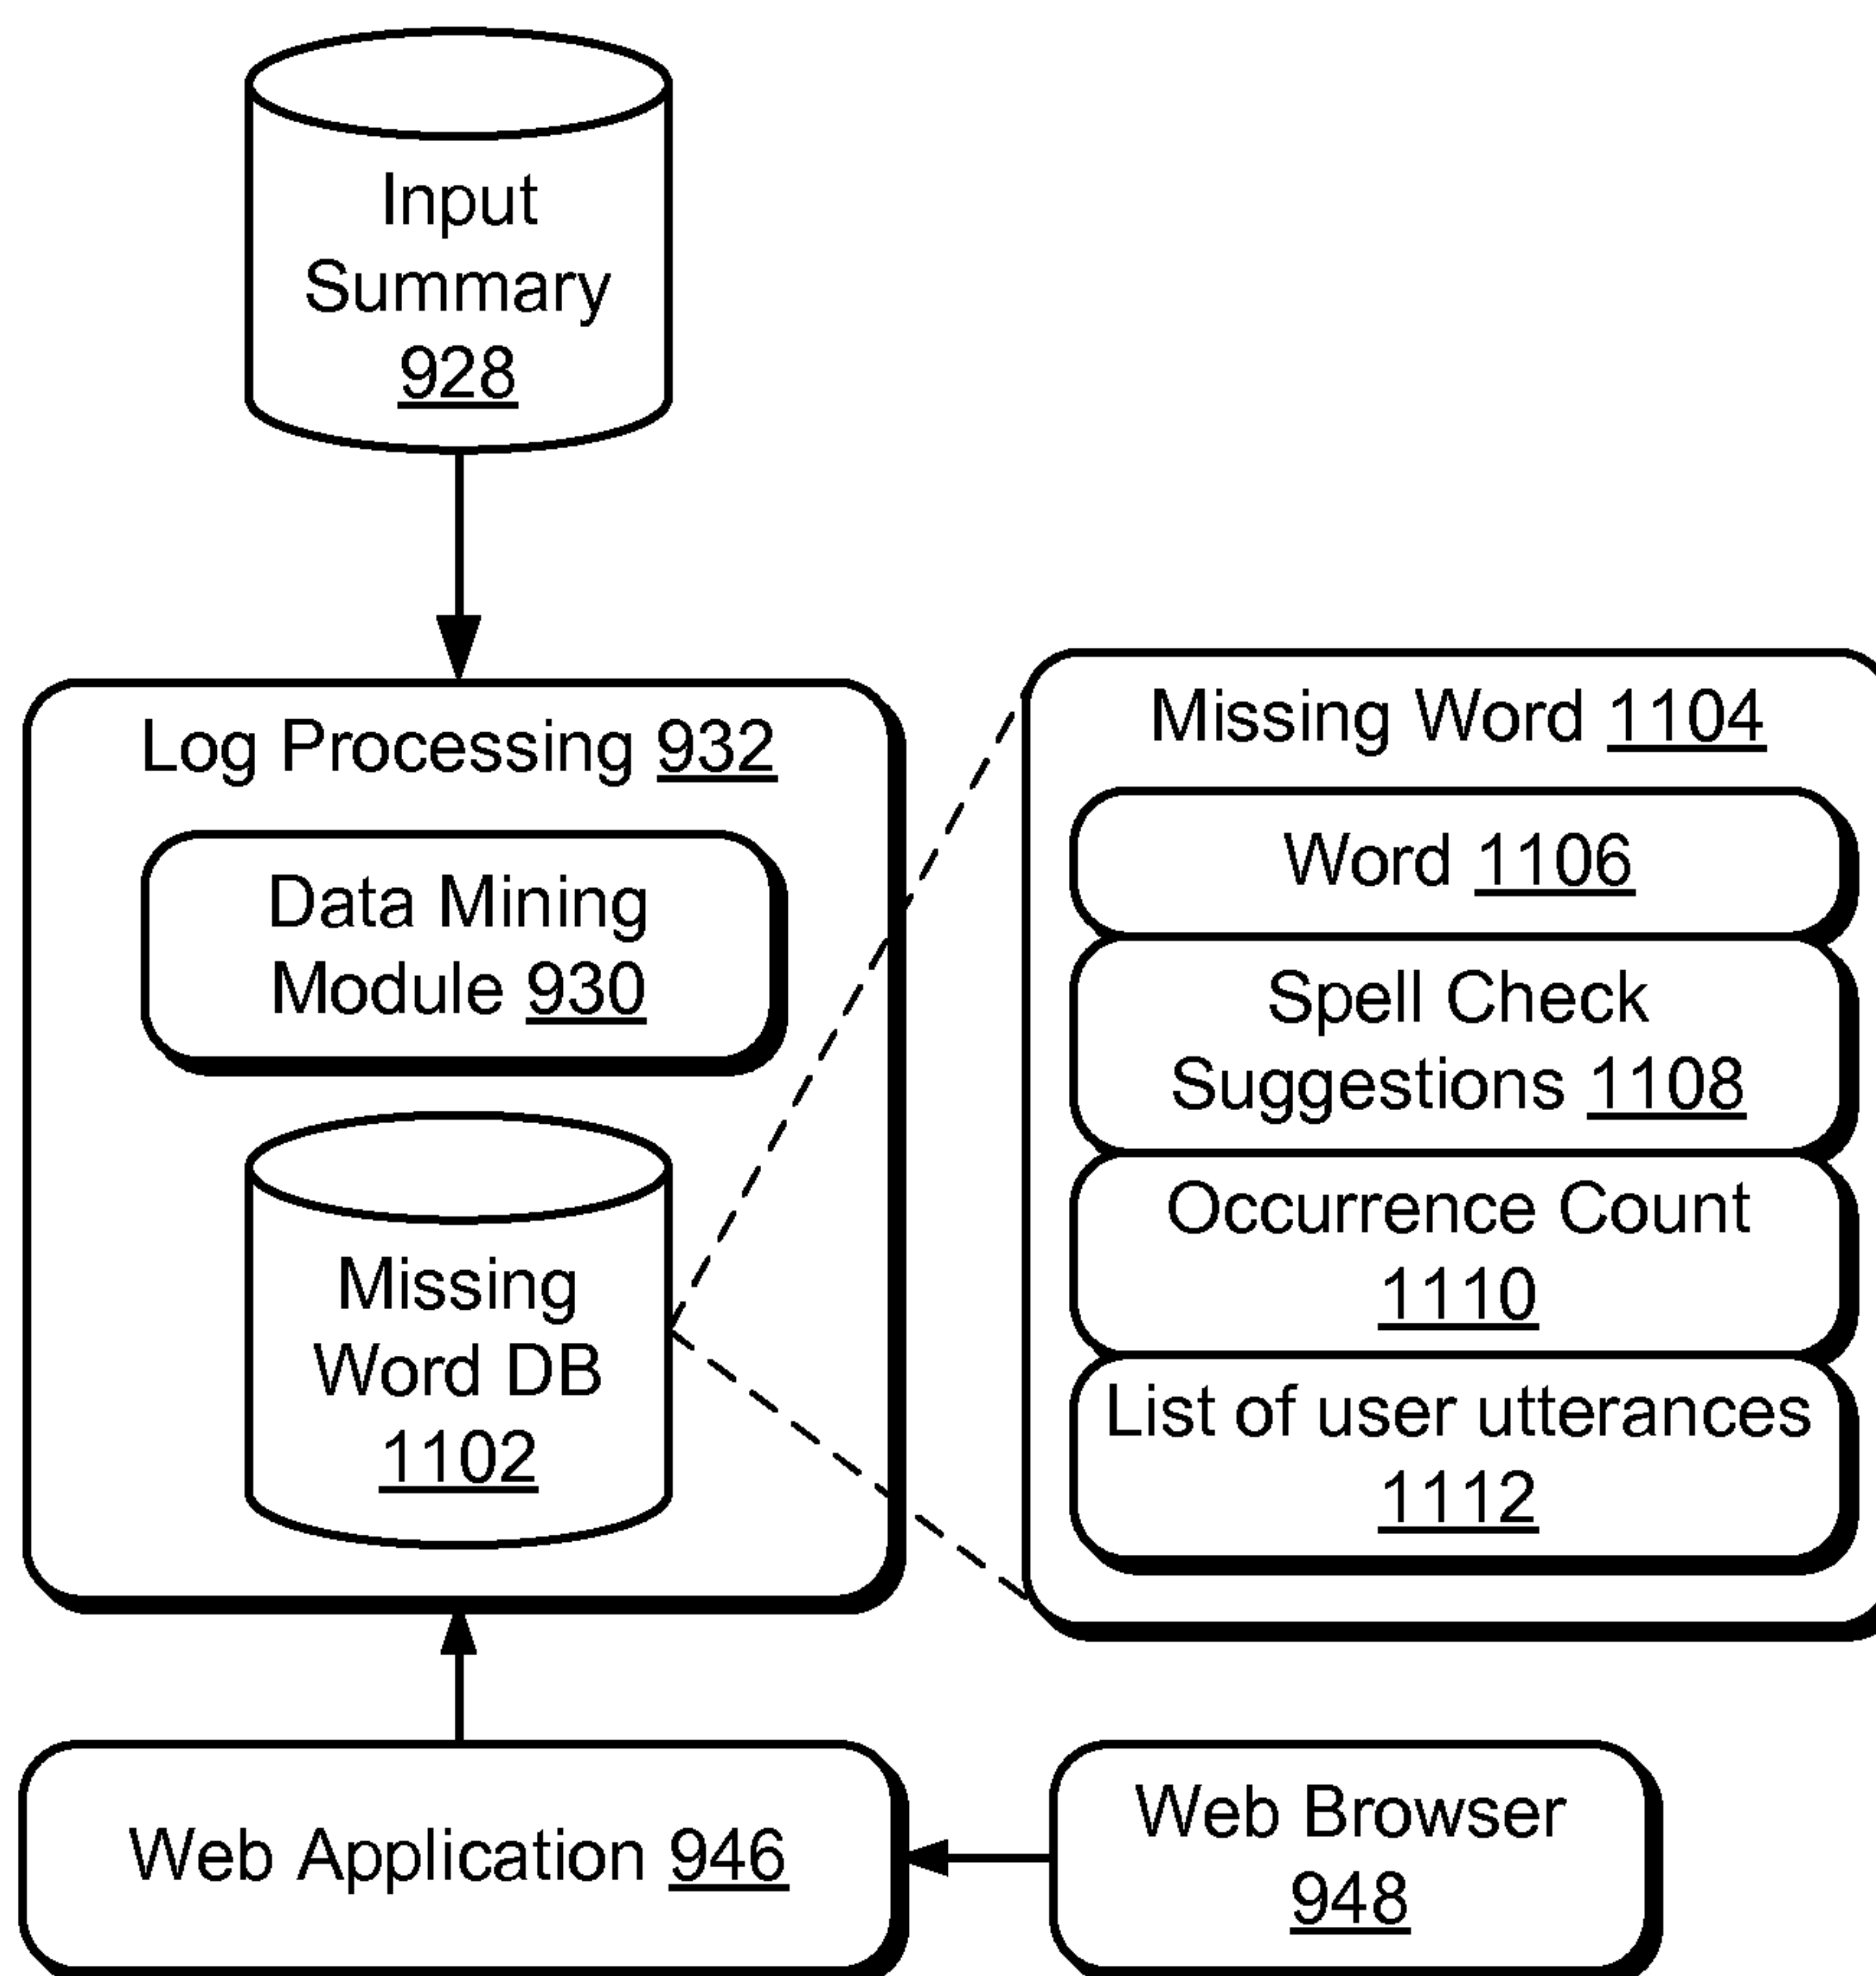 Input
Summary
928
Log Processing 932
Data Mining
Module 930
Missing
Word DB
1102
Missing Word 1104
Word 1106
Spell Check
Suggestions 1108
Occurrence Count
1110
List of user utterances
1112
Web Application 946
Web Browser
948